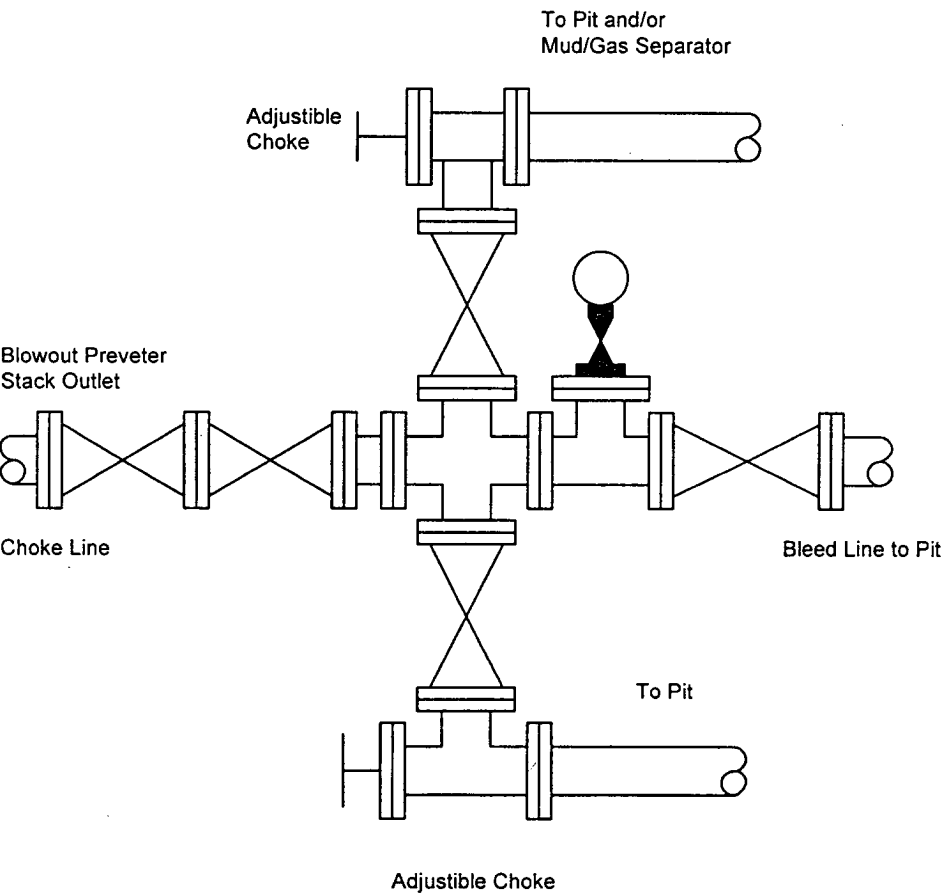 To Pit and/or
Mud/Gas Separator
Adjustible
Choke
Blowout Preveter
Stack Outlet
Choke Line
Bleed Line to Pit
To Pit
Adjustible Choke